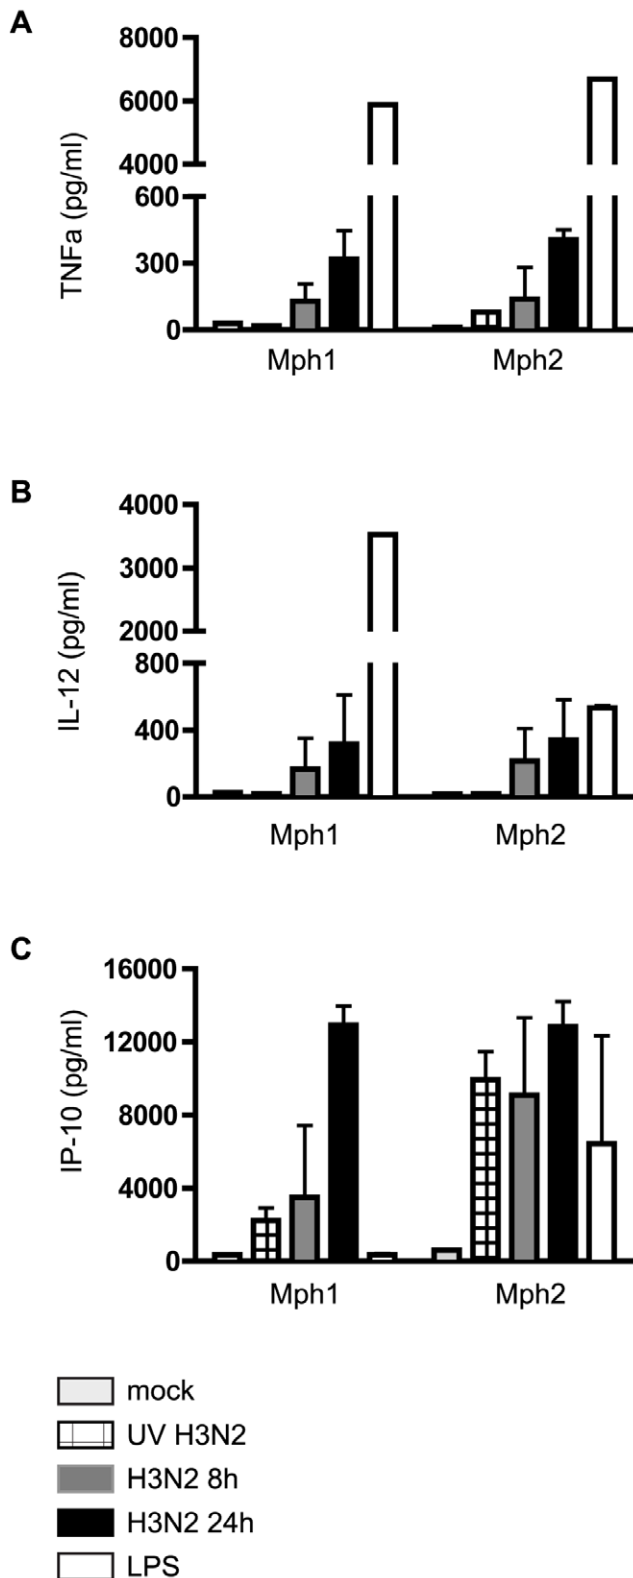 A
8000
6000
4000
600
300
0
TNFa (pg/ml)
Mph1 Mph2
B
4000
3000
2000
800
400
0
IL-12 (pg/ml)
Mph1 Mph2
C
16000
12000
8000
4000
0
IP-10 (pg/ml)
Mph1 Mph2
mock
UV H3N2
H3N2 8h
H3N2 24h
LPS